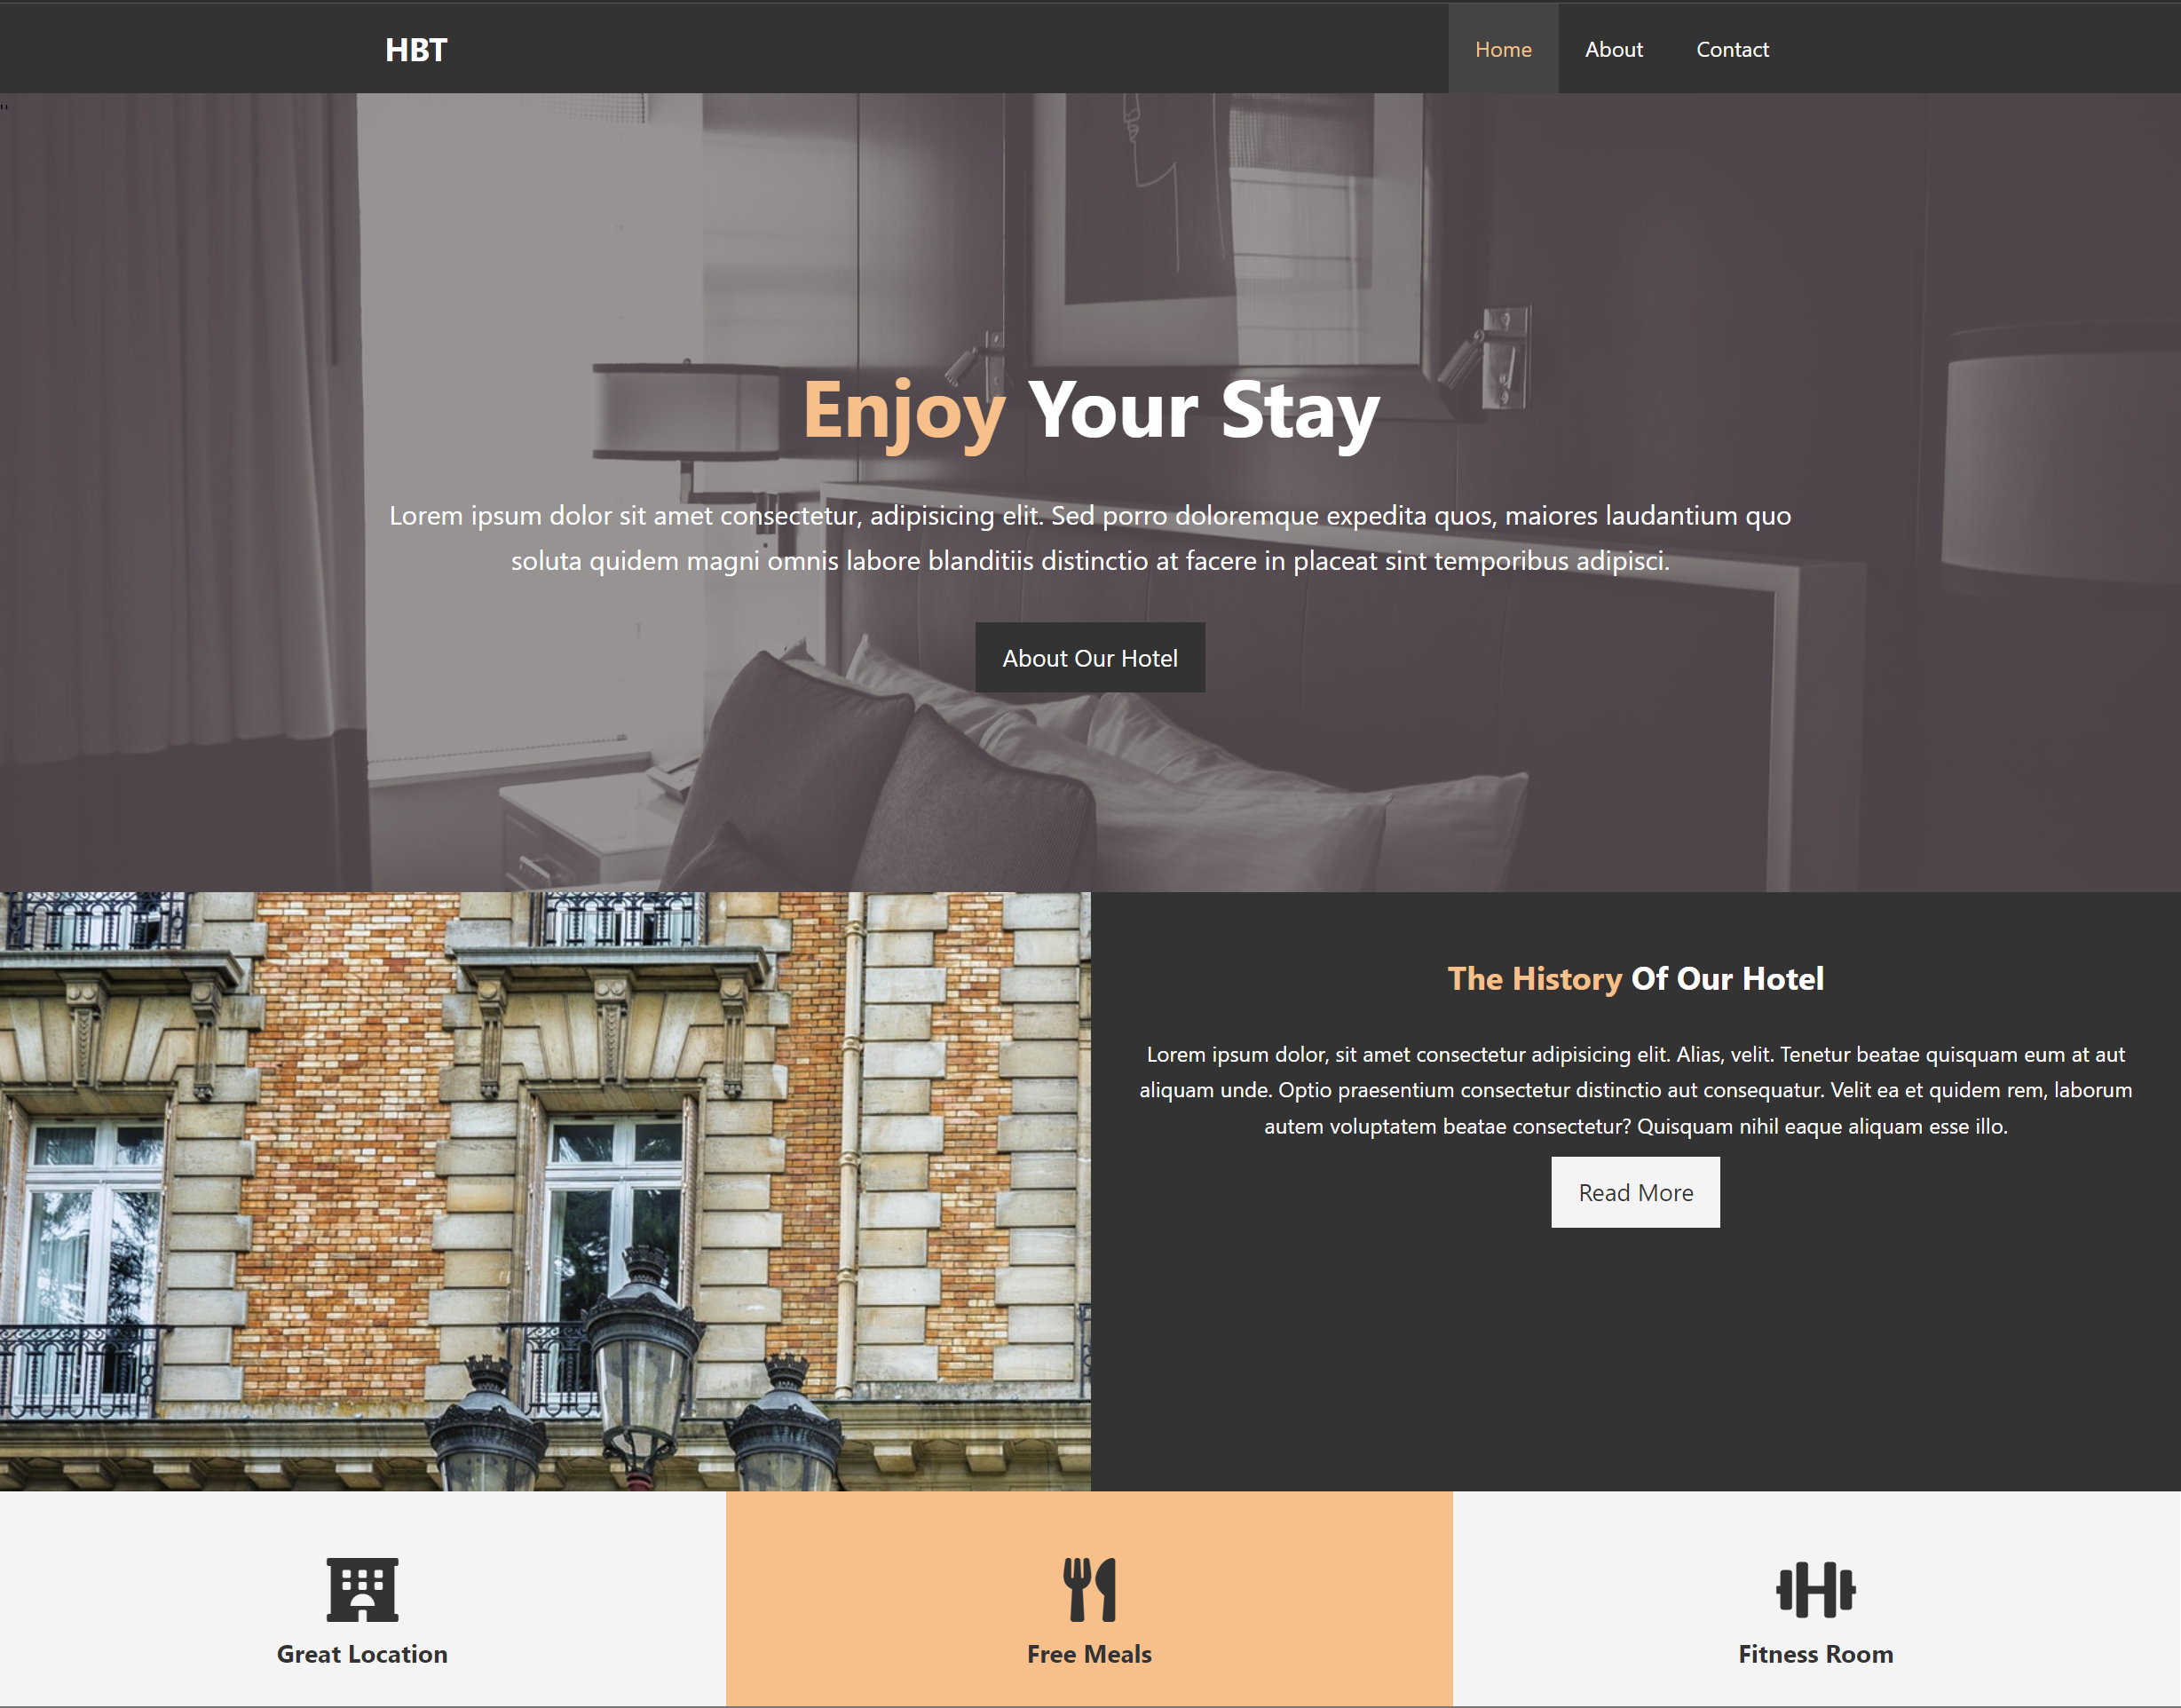 HBT
Home
About
Contact
''
Enjoy Your Stay
Lorem ipsum dolor sit amet consectetur, adipisicing elit. Sed porro doloremque expedita quos, maiores laudantium quo
soluta quidem magni omnis labore blanditiis distinctio at facere in placeat sint temporibus adipisci.
About Our Hotel
The History Of Our Hotel
Lorem ipsum dolor, sit amet consectetur adipisicing elit. Alias, velit. Tenetur beatae quisquam eum at aut
aliquam unde. Optio praesentium consectetur distinctio aut consequatur. Velit ea et quidem rem, laborum
autem voluptatem beatae consectetur? Quisquam nihil eaque aliquam esse illo.
Read More
Great Location
Free Meals
Fitness Room